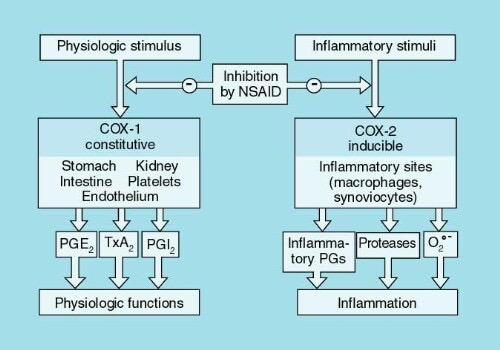 Physiologic stimulus
Inflammatory stimuli
Inhibition
by NSAID
−
−
COX-1
constitutive
Stomach Kidney
Intestine Platelets
Endothelium
COX-2
inducible
Inflammatory sites
(macrophages,
synoviocytes)
PGE₂
TxA₂
PGI₂
Inflamma-
tory PGs
Proteases
O₂•−
Physiologic functions
Inflammation